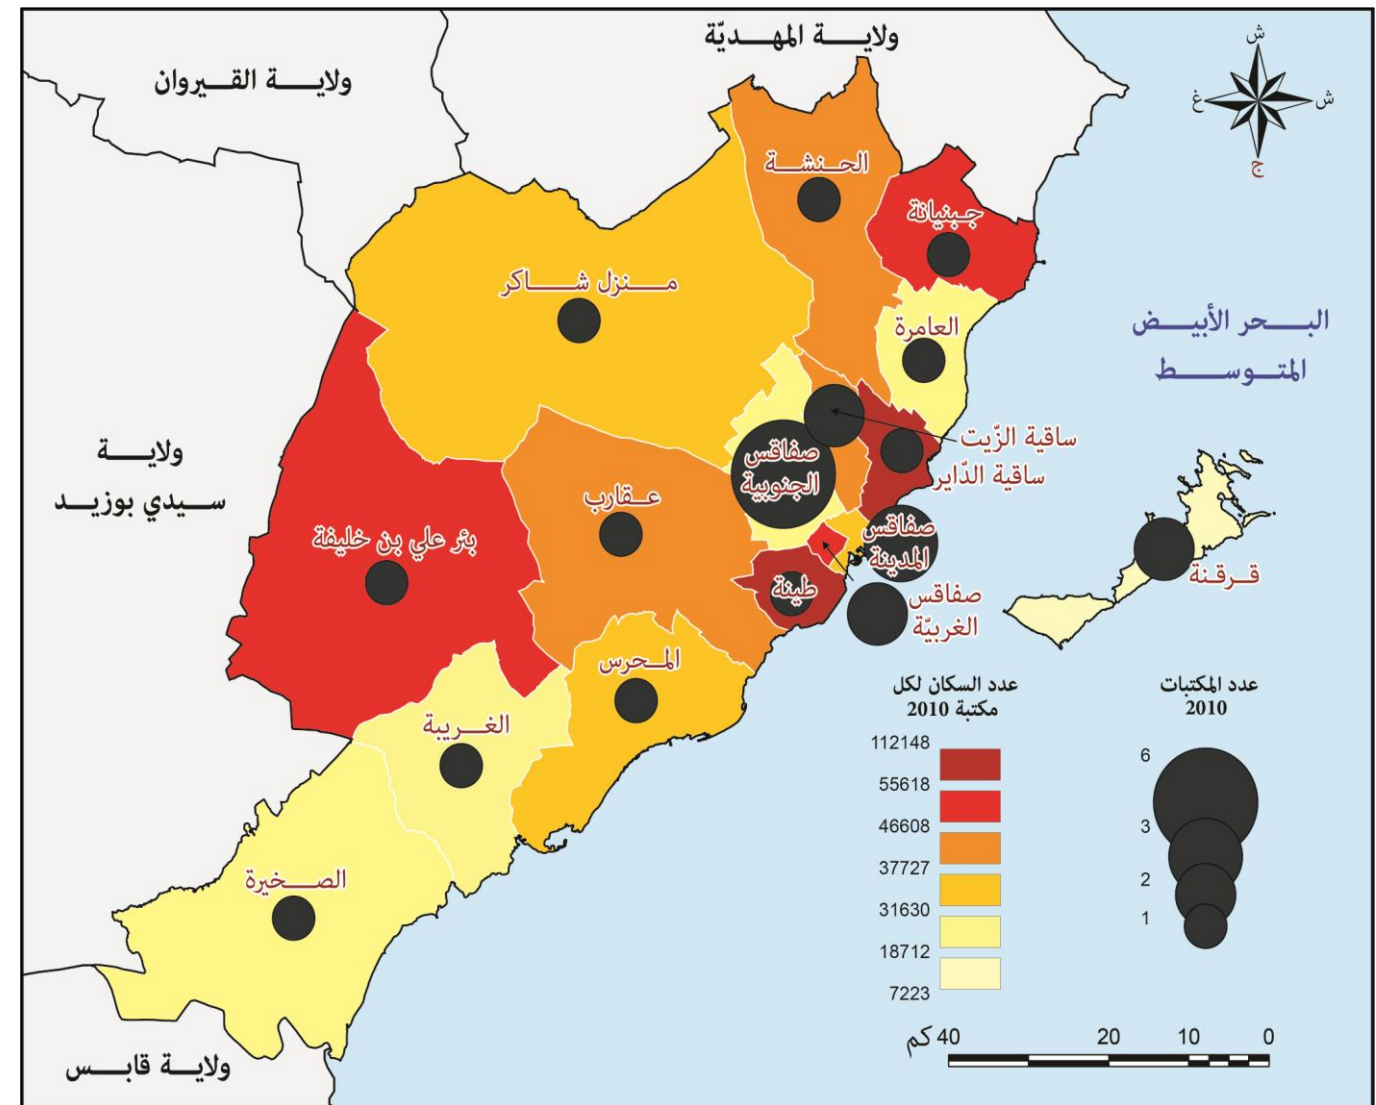 ولاية المهديّة
ولاية القيروان
ش
غ
ش
ج
الحنشة
جبنيانة
منزل شاكر
العامرة
البحر الأبيض
المتوسط
ساقية الزّيت
ساقية الدّاير
صفاقس
الجنوبية
ولاية
سيدي بوزيد
عقارب
بئر علي بن خليفة
صفاقس
المدينة
قرقنة
طينة
صفاقس
الغربيّة
المحرس
الغريبة
الصخيرة
ولاية قابس
عدد السكان لكل
مكتبة 2010
112148
55618
46608
37727
31630
18712
7223
عدد المكتبات
2010
6
3
2
1
كم 40 20 10 0